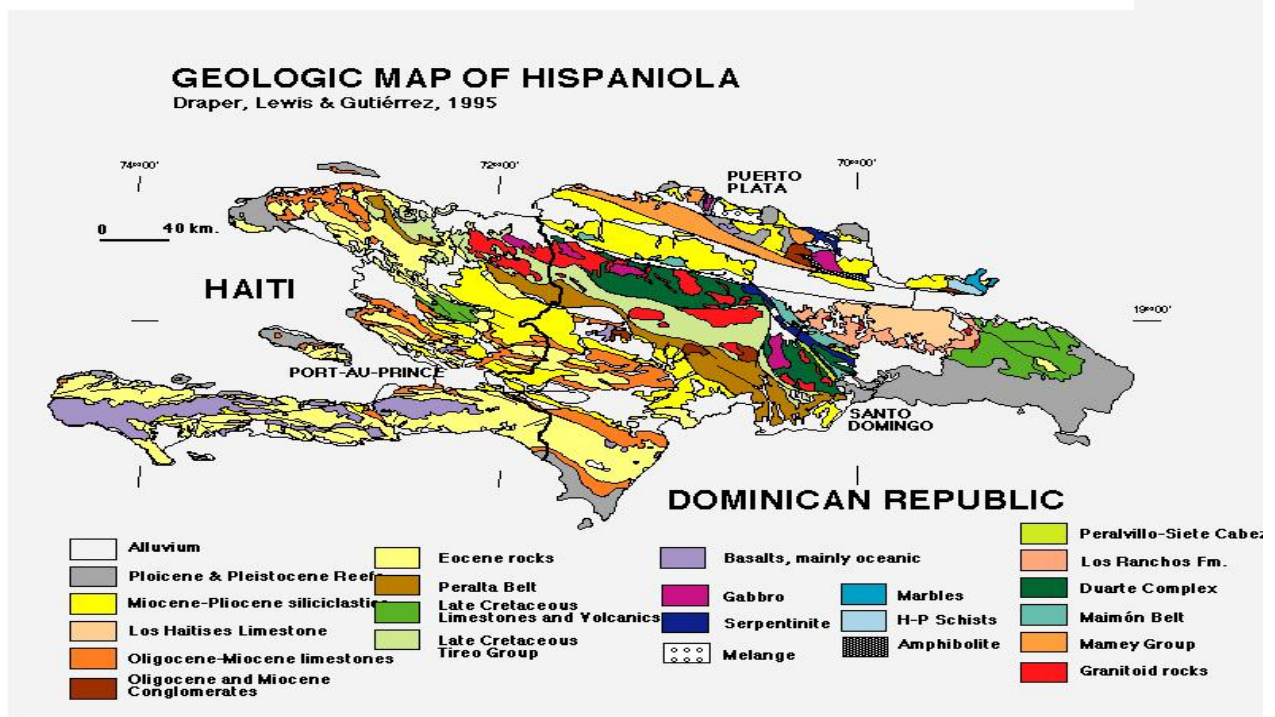 GEOLOGIC MAP OF HISPANIOLA
Draper, Lewis & Gutiérrez, 1995
74°°00'
72°°00'
70°°00'
PUERTO
PLATA
0 40 km.
HAITI
19°°00'
PORT-AU-PRINCE
SANTO
DOMINGO
DOMINICAN REPUBLIC
Alluvium
Ploicene & Pleistocene Reefs
Miocene-Pliocene siliciclastics
Los Haitises Limestone
Oligocene-Miocene limestones
Oligocene and Miocene
Conglomerates
Eocene rocks
Peralta Belt
Late Cretaceous
Limestones and Volcanics
Late Cretaceous
Tireo Group
Basalts, mainly oceanic
Gabbro
Serpentinite
Melange
Marbles
H-P Schists
Amphibolite
Peralvillo-Siete Cabez
Los Ranchos Fm.
Duarte Complex
Maimón Belt
Mamey Group
Granitoid rocks